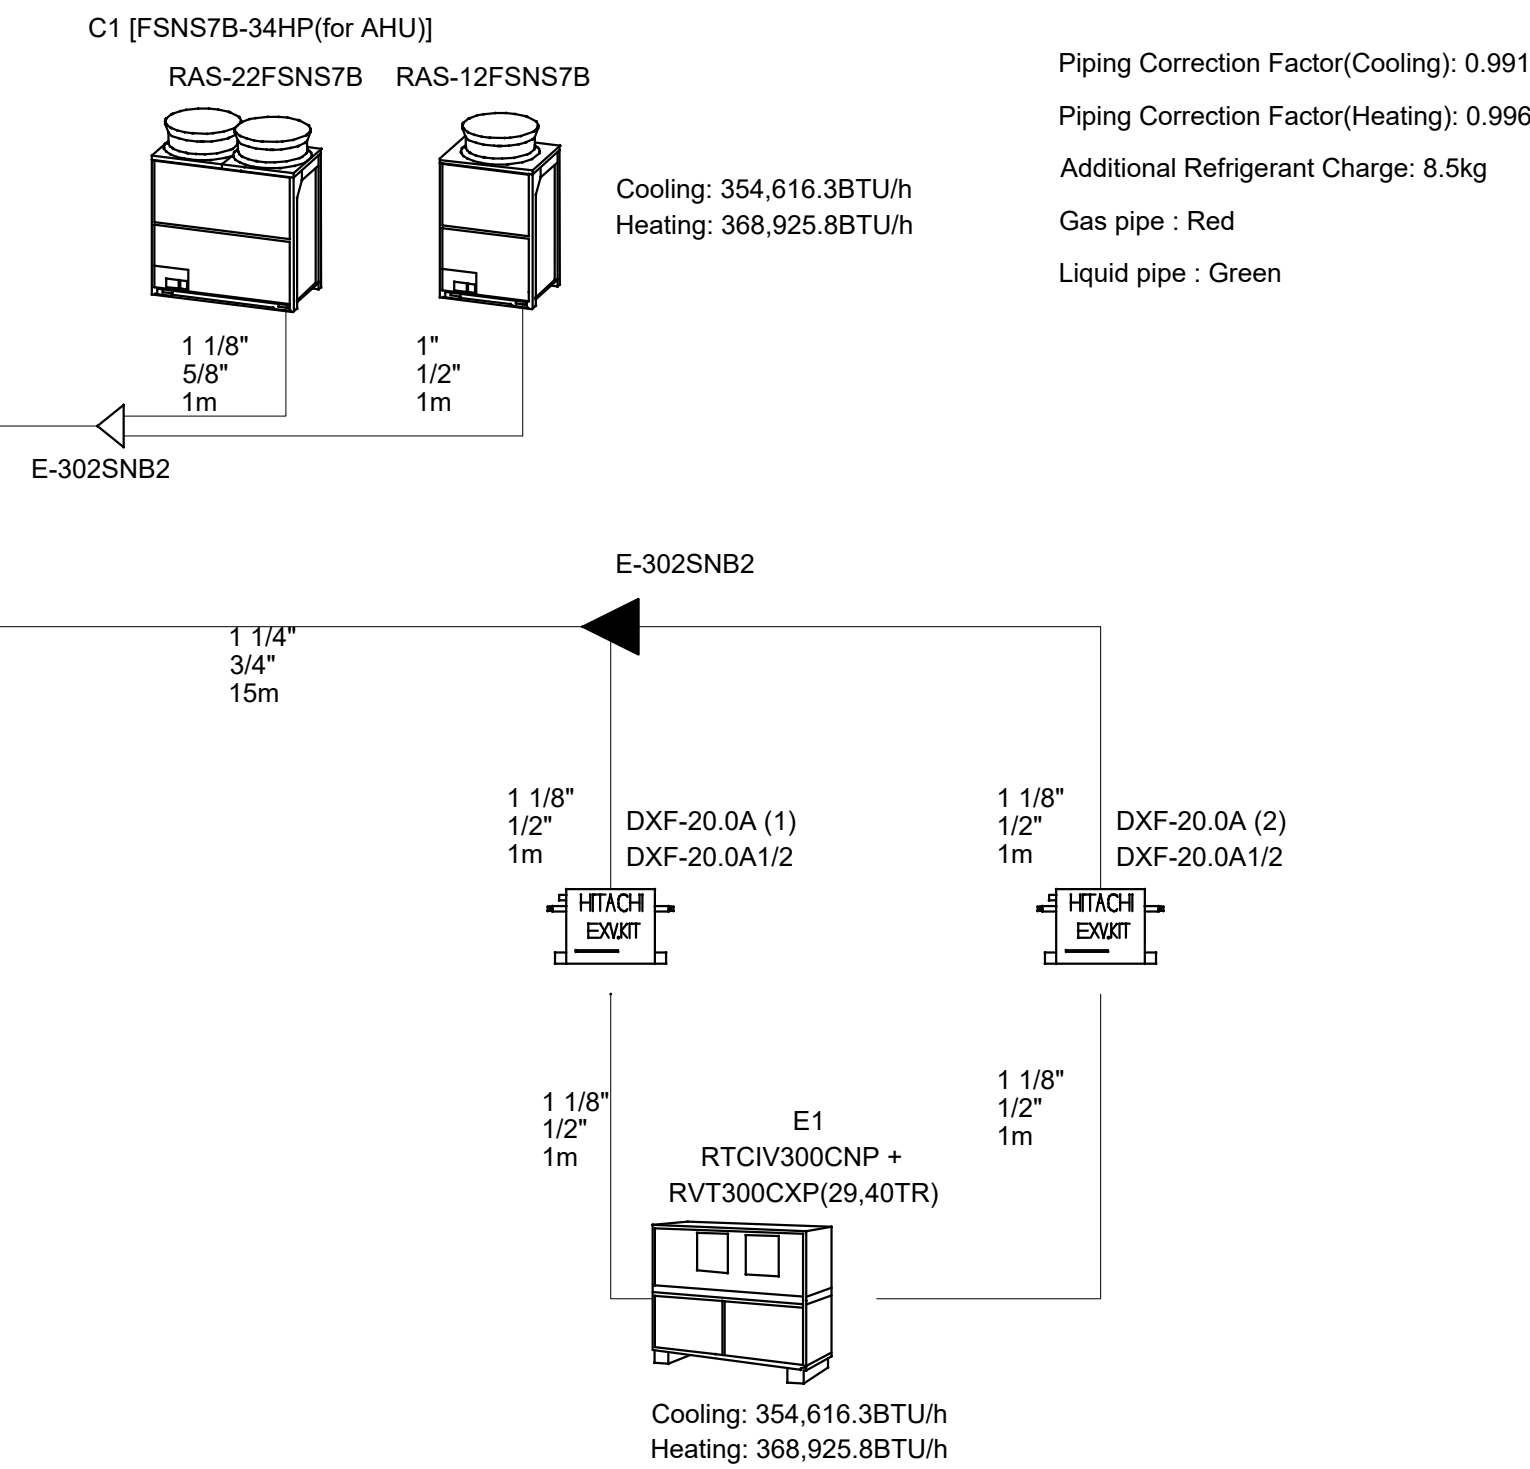 C1 [FSNS7B-34HP(for AHU)]
RAS-22FSNS7B
RAS-12FSNS7B
Cooling: 354,616.3BTU/h
Heating: 368,925.8BTU/h
Piping Correction Factor(Cooling): 0.991
Piping Correction Factor(Heating): 0.996
Additional Refrigerant Charge: 8.5kg
Gas pipe : Red
Liquid pipe : Green
1 1/8"
5/8"
1m
1"
1/2"
1m
E-302SNB2
E-302SNB2
1 1/4"
3/4"
15m
1 1/8"
1/2"
1m
DXF-20.0A (1)
DXF-20.0A1/2
HITACHI
EXV.KIT
1 1/8"
1/2"
1m
DXF-20.0A (2)
DXF-20.0A1/2
HITACHI
EXV.KIT
1 1/8"
1/2"
1m
1 1/8"
1/2"
1m
E1
RTCIV300CNP +
RVT300CXP(29,40TR)
Cooling: 354,616.3BTU/h
Heating: 368,925.8BTU/h